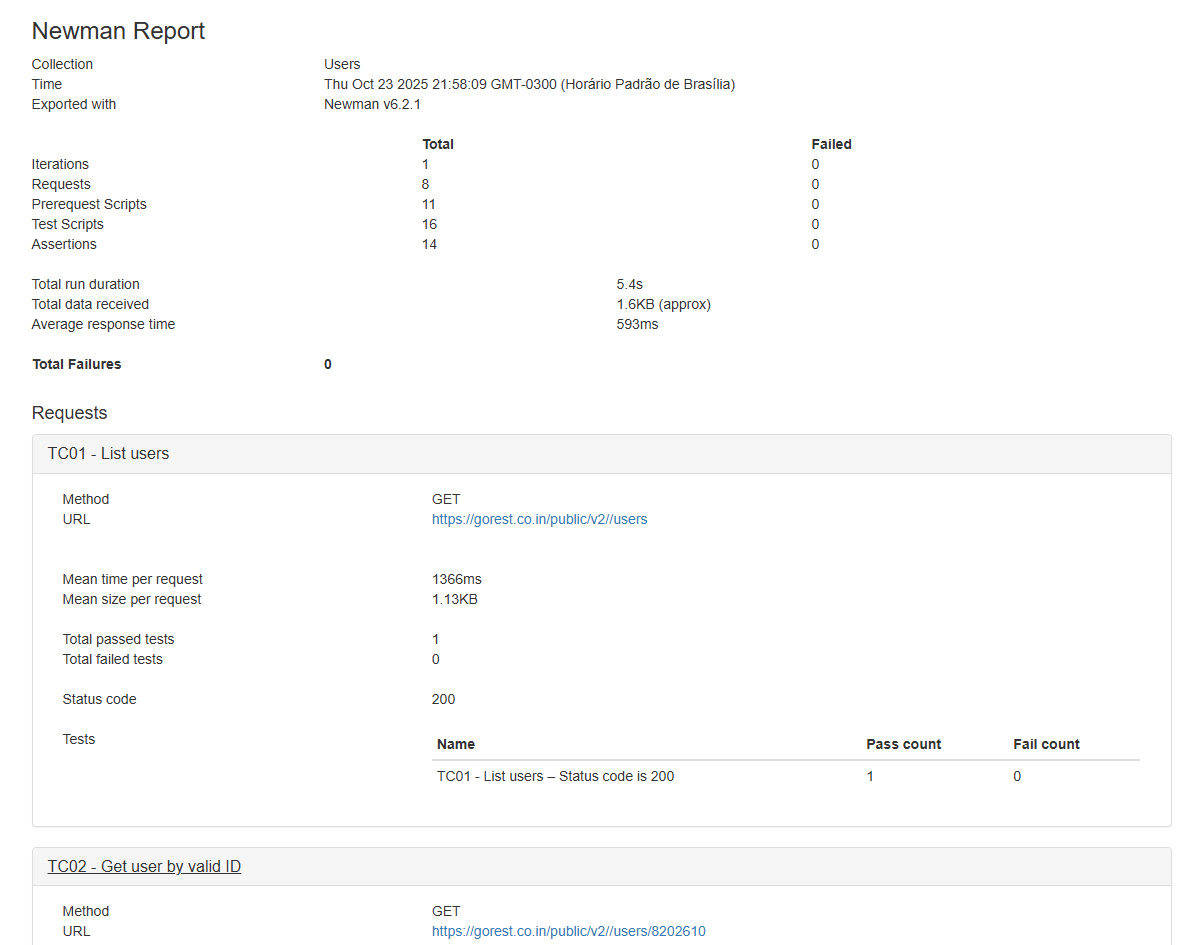 Newman Report
Collection Users
Time Thu Oct 23 2025 21:58:09 GMT-0300 (Horário Padrão de Brasília)
Exported with Newman v6.2.1
Total Failed
Iterations 1 0
Requests 8 0
Prerequest Scripts 11 0
Test Scripts 16 0
Assertions 14 0
Total run duration 5.4s
Total data received 1.6KB (approx)
Average response time 593ms
Total Failures 0
Requests
TC01 - List users
Method GET
URL https://gorest.co.in/public/v2//users
Mean time per request 1366ms
Mean size per request 1.13KB
Total passed tests 1
Total failed tests 0
Status code 200
Tests Name Pass count Fail count
TC01 - List users – Status code is 200 1 0
TC02 - Get user by valid ID
Method GET
URL https://gorest.co.in/public/v2//users/8202610